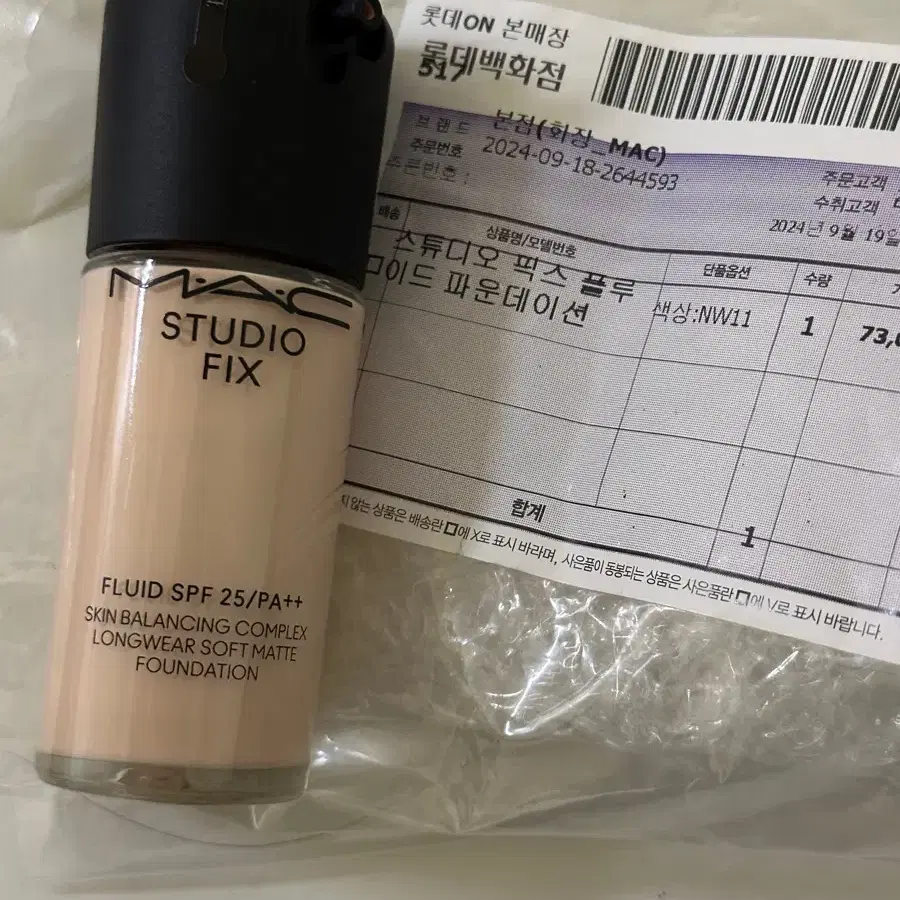 M·A·C
STUDIO
FIX
FLUID SPF 25/PA++
SKIN BALANCING COMPLEX
LONGWEAR SOFT MATTE
FOUNDATION
롯데ON 본매장
롯데백화점
517
브랜드 본점(화장_MAC)
주문번호 2024-09-18-2644593
주문고객
수취고객
2024년 9월 19일
배송 상품명/모델번호 단품옵션 수량
스튜디오 픽스 플루
이드 파운데이션 색상:NW11 1 73,
합계 1
않는 상품은 배송란 □에 X로 표시 바라며, 사은품이 동봉되는 상품은 사은품란 □에 V로 표시 바랍니다.